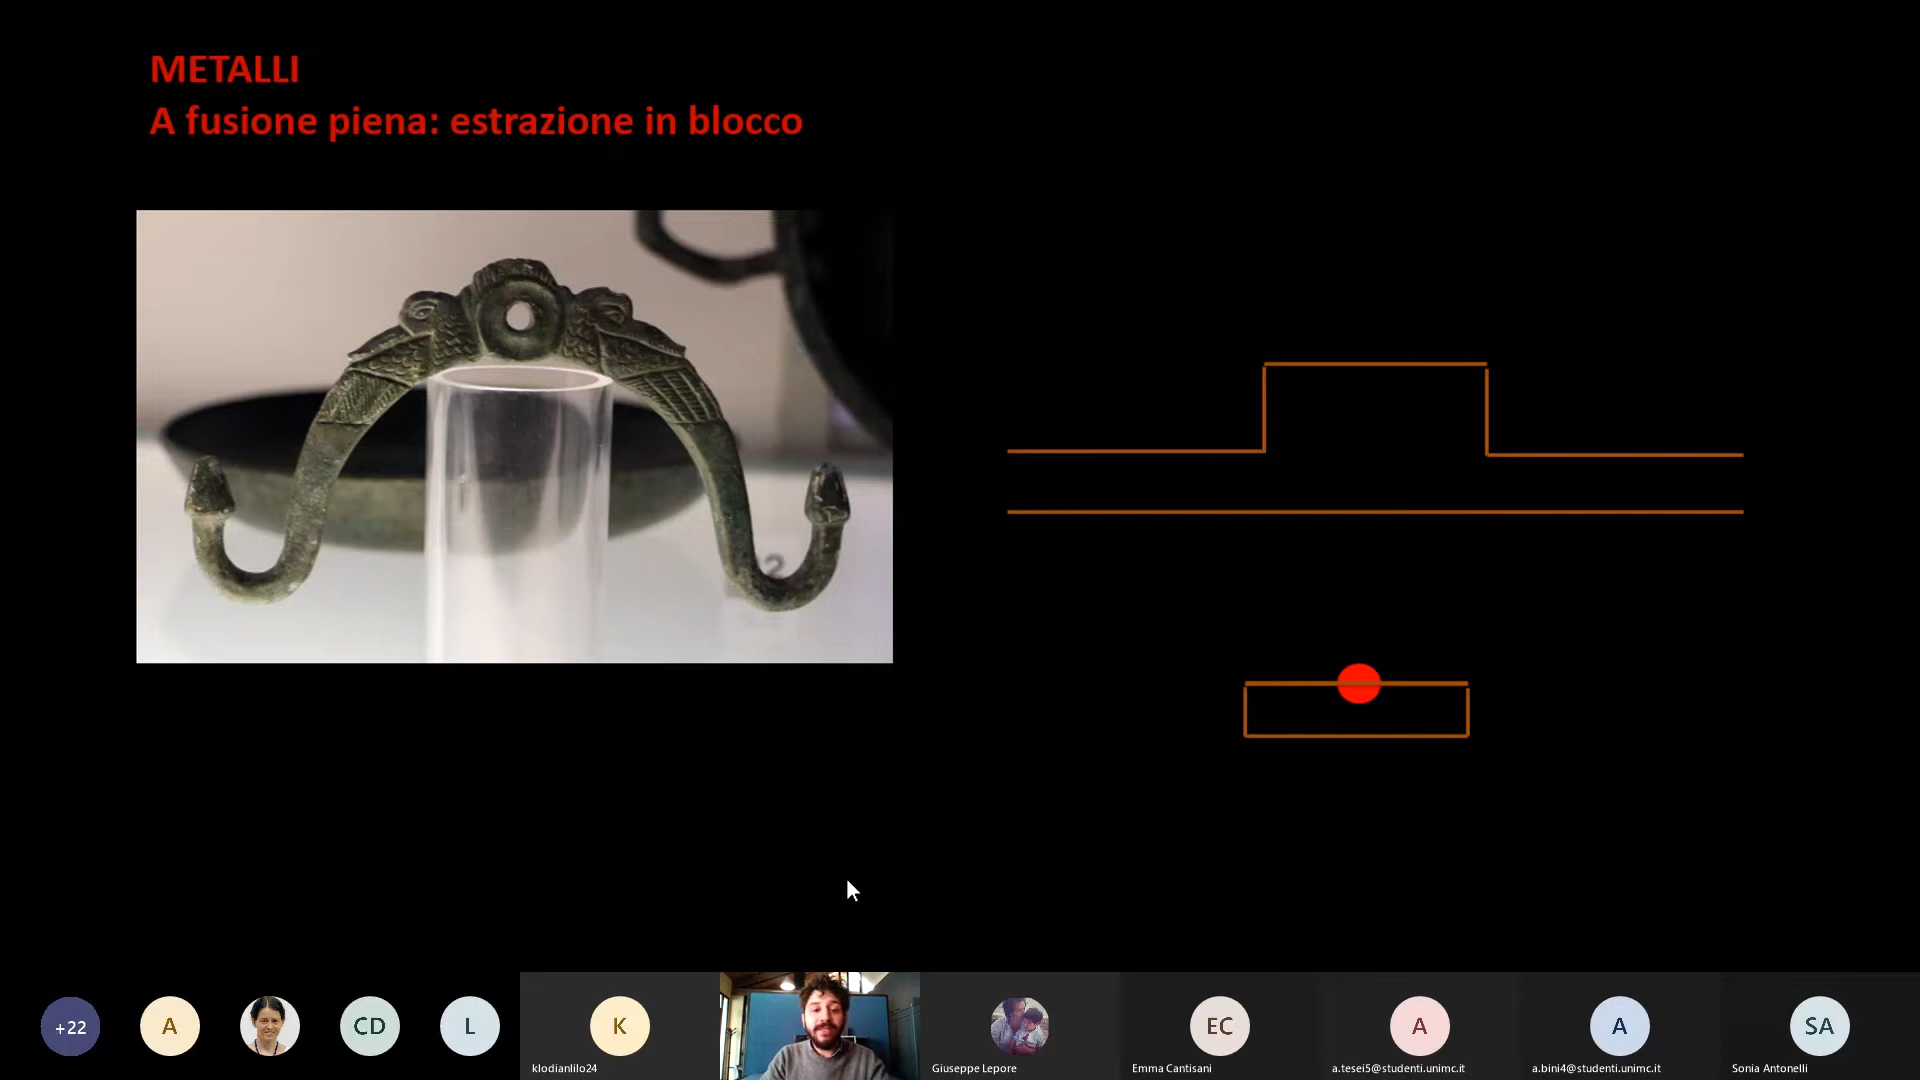 METALLI
A fusione piena: estrazione in blocco
2
+22
A
CD
L
K
klodianlilo24
Giuseppe Lepore
EC
Emma Cantisani
A
a.tesei5@studenti.unimc.it
A
a.bini4@studenti.unimc.it
SA
Sonia Antonelli